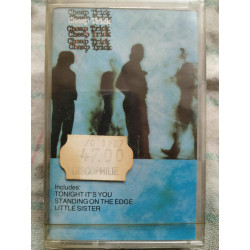 Cheap Trick
Cheap Trick
Cheap Trick
Cheap Trick
Cheap Trick
Includes:
TONIGHT IT'S YOU
STANDING ON THE EDGE
LITTLE SISTER